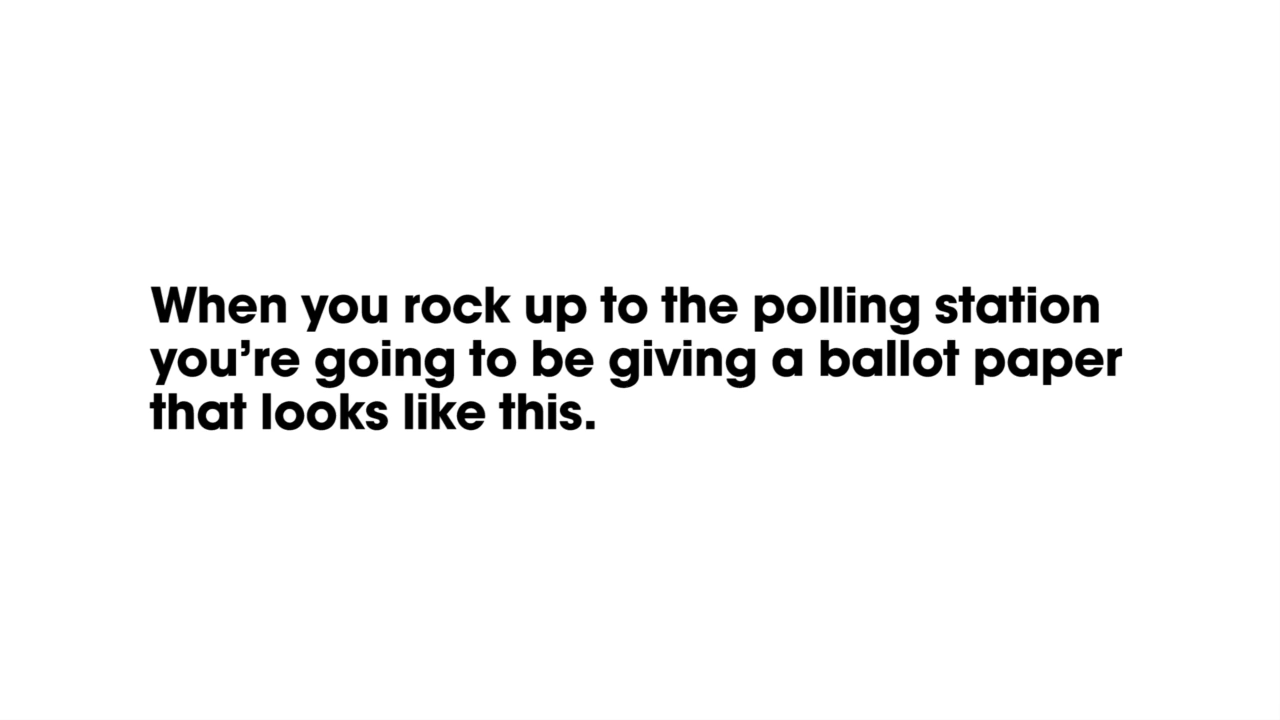 When you rock up to the polling station
you’re going to be giving a ballot paper
that looks like this.